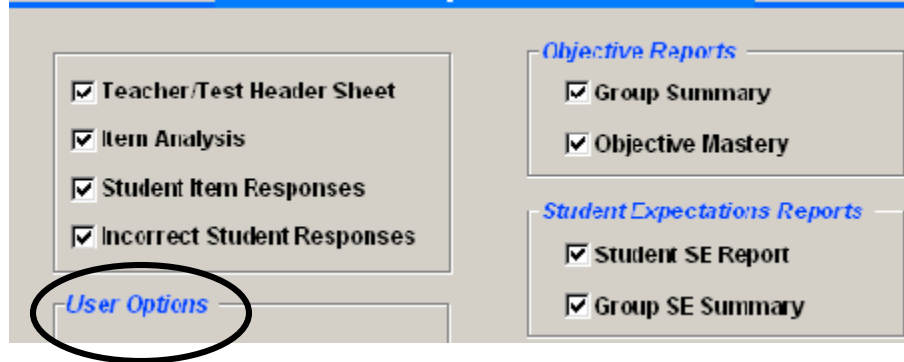 Teacher/Test Header Sheet
Item Analysis
Student Item Responses
Incorrect Student Responses
User Options
Objective Reports
Group Summary
Objective Mastery
Student Expectations Reports
Student SE Report
Group SE Summary